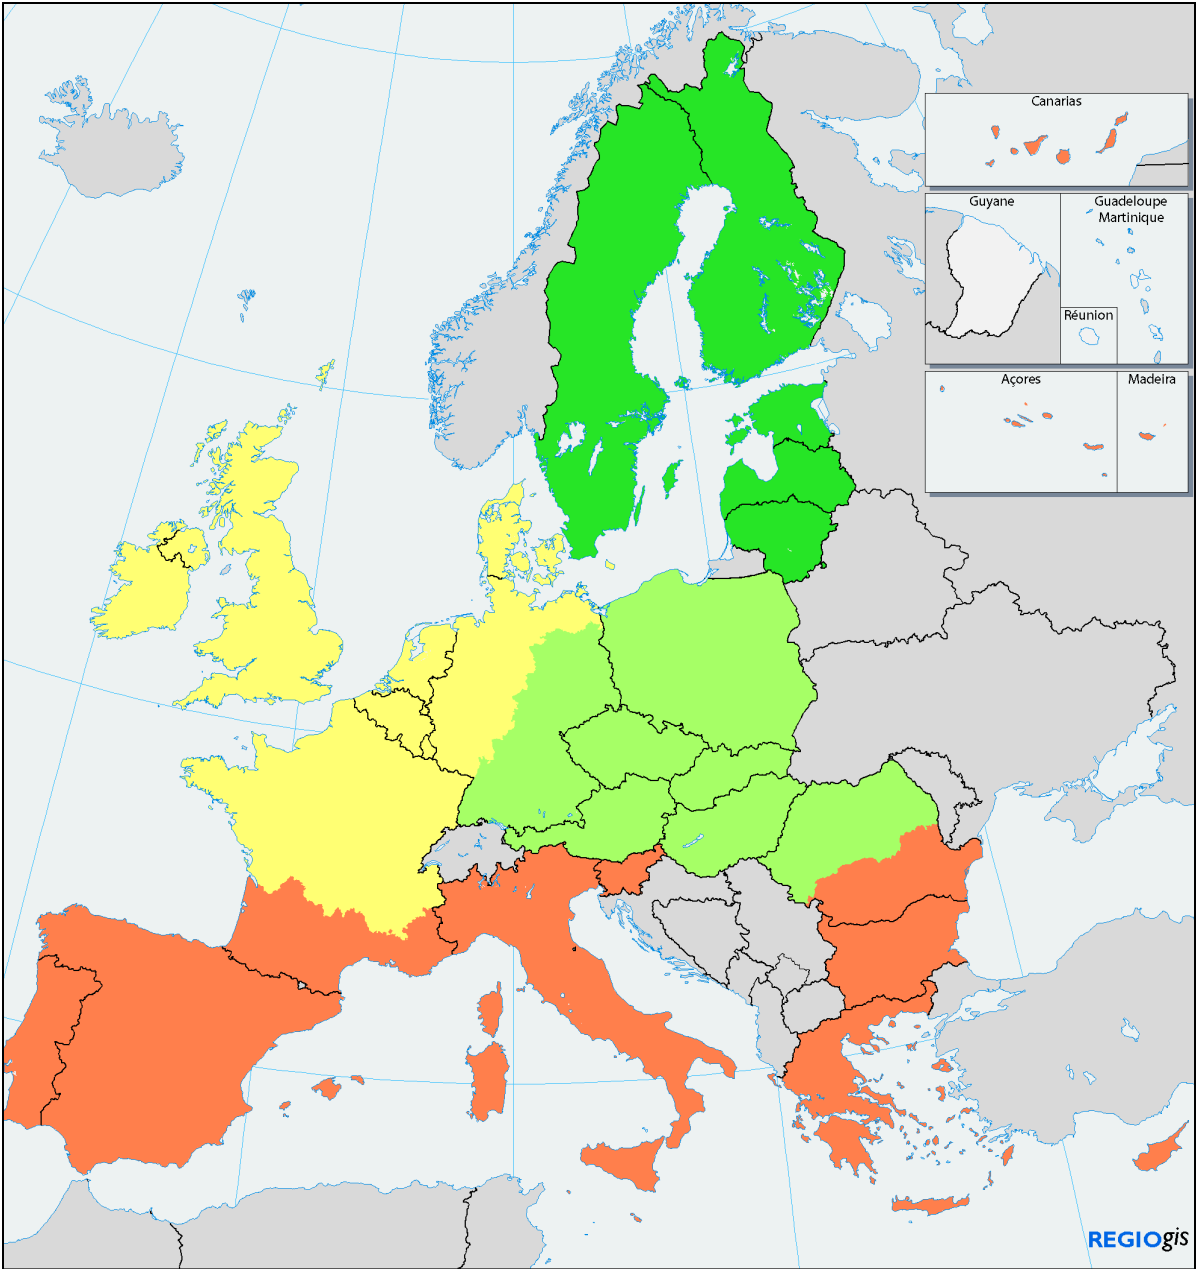 Canarias
Guyane
Guadeloupe
Martinique
Réunion
Açores
Madeira
REGIOgis